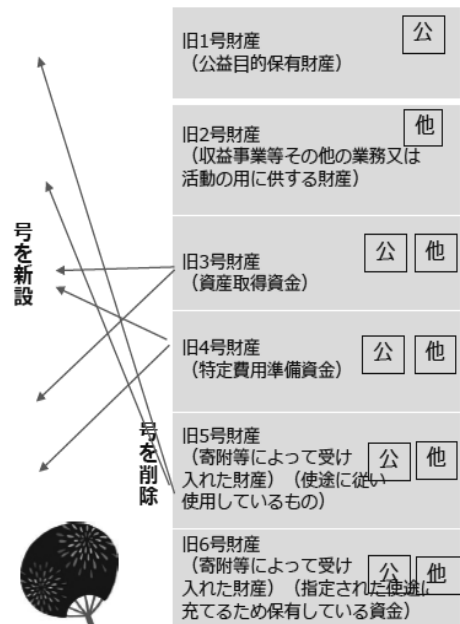 旧1号財産
（公益目的保有財産）
公
旧2号財産
（収益事業等その他の業務又は
活動の用に供する財産）
他
号を新設
旧3号財産
（資産取得資金）
公 他
旧4号財産
（特定費用準備資金）
公 他
号を削除
旧5号財産
（寄附等によって受け
入れた財産）（使途に従い
使用しているもの）
公 他
旧6号財産
（寄附等によって受け
入れた財産）（指定された使途に
充てるため保有している資金）
公 他